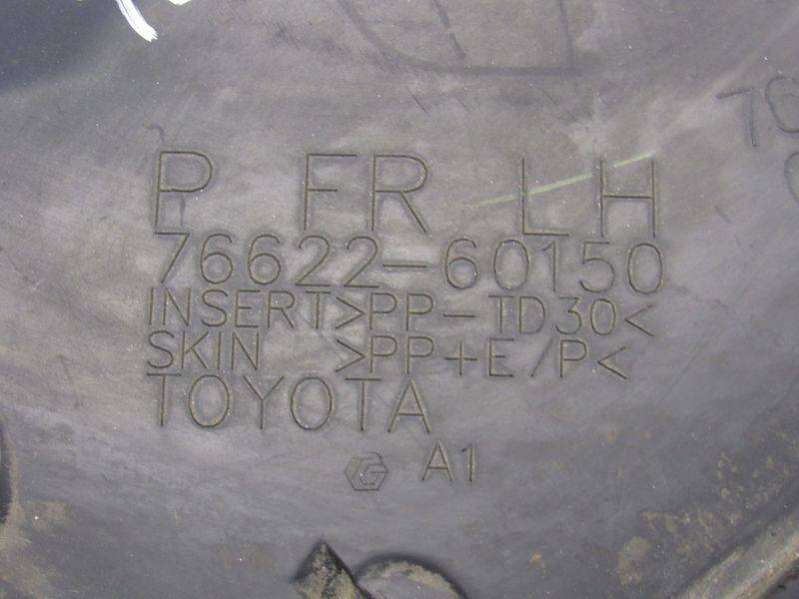 P FR LH
76622-60150
INSERT>PP-TD30<
SKIN >PP+E/P<
TOYOTA
G A1